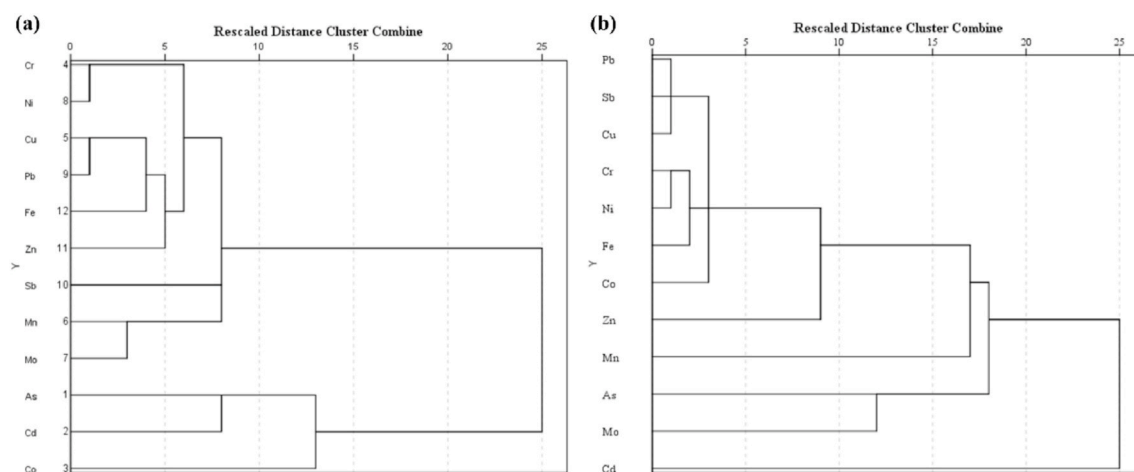 (a)
Rescaled Distance Cluster Combine
0 5 10 15 20 25
Cr 4
Ni 8
Cu 5
Pb 9
Fe 12
Zn 11
Y
Sb 10
Mn 6
Mo 7
As 1
Cd 2
Co 3
(b)
Rescaled Distance Cluster Combine
0 5 10 15 20 25
Pb
Sb
Cu
Cr
Ni
Fe
Y
Co
Zn
Mn
As
Mo
Cd